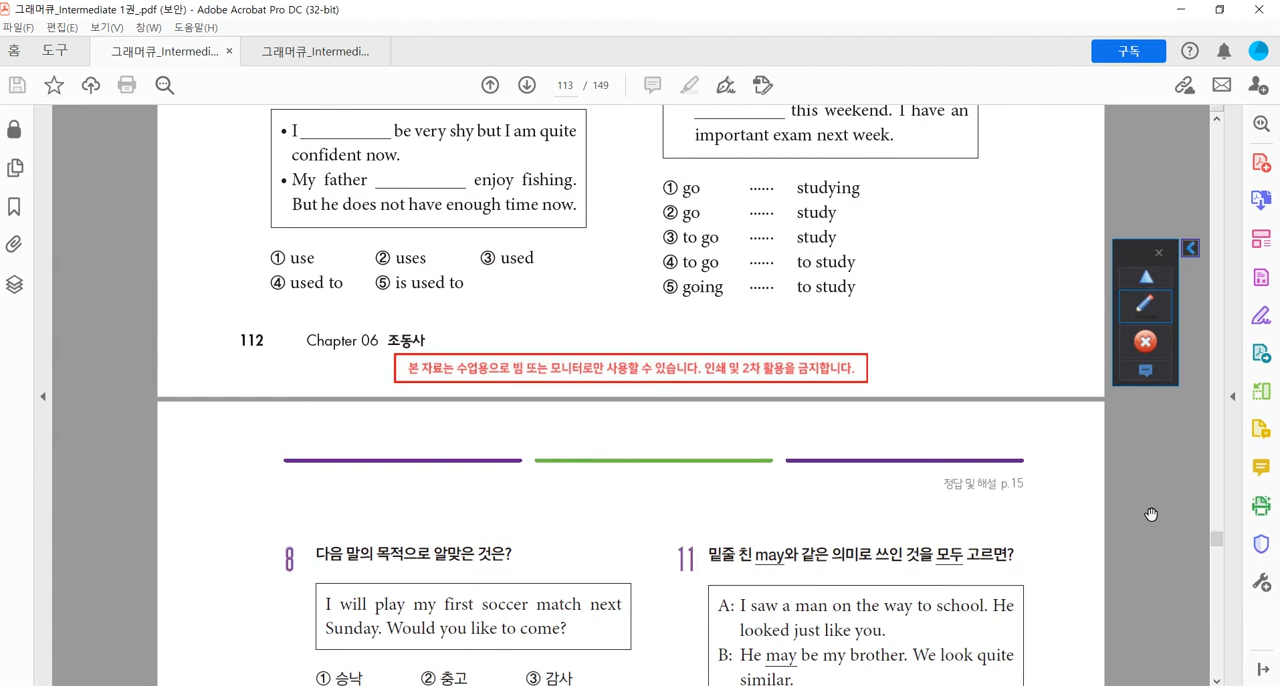 그래머큐_Intermediate 1권_.pdf (보안) - Adobe Acrobat Pro DC (32-bit)
파일(F) 편집(E) 보기(V) 창(W) 도움말(H)
홈 도구 그래머큐_Intermedi... × 그래머큐_Intermedi...
구독
113 / 149
• I __________ be very shy but I am quite
confident now.
• My father __________ enjoy fishing.
But he does not have enough time now.
① use ② uses ③ used
④ used to ⑤ is used to
__________ this weekend. I have an
important exam next week.
① go ······ studying
② go ······ study
③ to go ······ study
④ to go ······ to study
⑤ going ······ to study
112 Chapter 06 조동사
본 자료는 수업용으로 빔 또는 모니터로만 사용할 수 있습니다. 인쇄 및 2차 활용을 금지합니다.
정답 및 해설 p.15
8 다음 말의 목적으로 알맞은 것은?
I will play my first soccer match next
Sunday. Would you like to come?
① 승낙 ② 충고 ③ 감사
11 밑줄 친 may와 같은 의미로 쓰인 것을 모두 고르면?
A: I saw a man on the way to school. He
looked just like you.
B: He may be my brother. We look quite
similar.